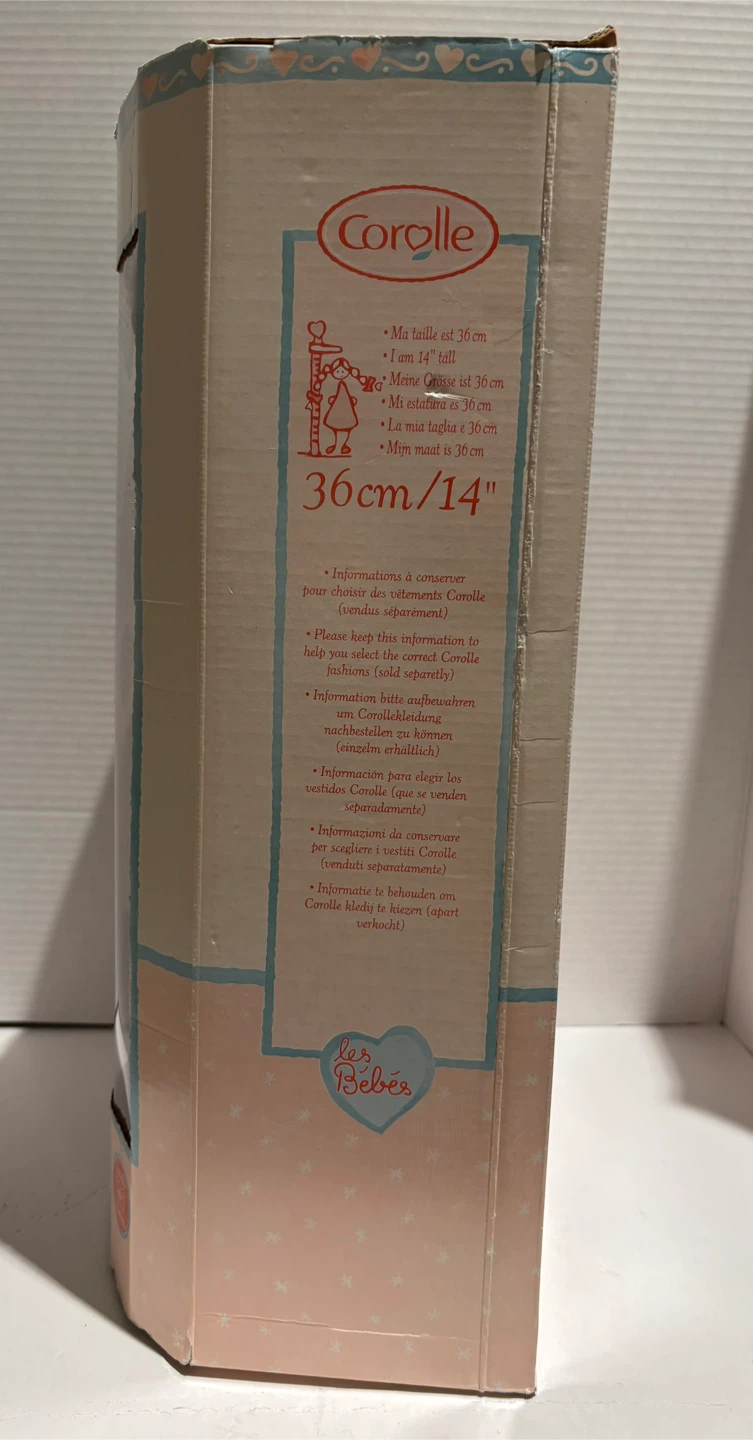 Corolle
• Ma taille est 36 cm
• I am 14" tall
• Meine Grösse ist 36 cm
• Mi estatura es 36 cm
• La mia taglia e 36 cm
• Mijn maat is 36 cm
36cm/14"
• Informations à conserver
pour choisir des vêtements Corolle
(vendus séparément)
• Please keep this information to
help you select the correct Corolle
fashions (sold separetly)
• Information bitte aufbewahren
um Corollekleidung
nachbestellen zu können
(einzelm erhältlich)
• Información para elegir los
vestidos Corolle (que se venden
separadamente)
• Informazioni da conservare
per scegliere i vestiti Corolle
(venduti separatamente)
• Informatie te behouden om
Corolle kledij te kiezen (apart
verkocht)
les
Bébés